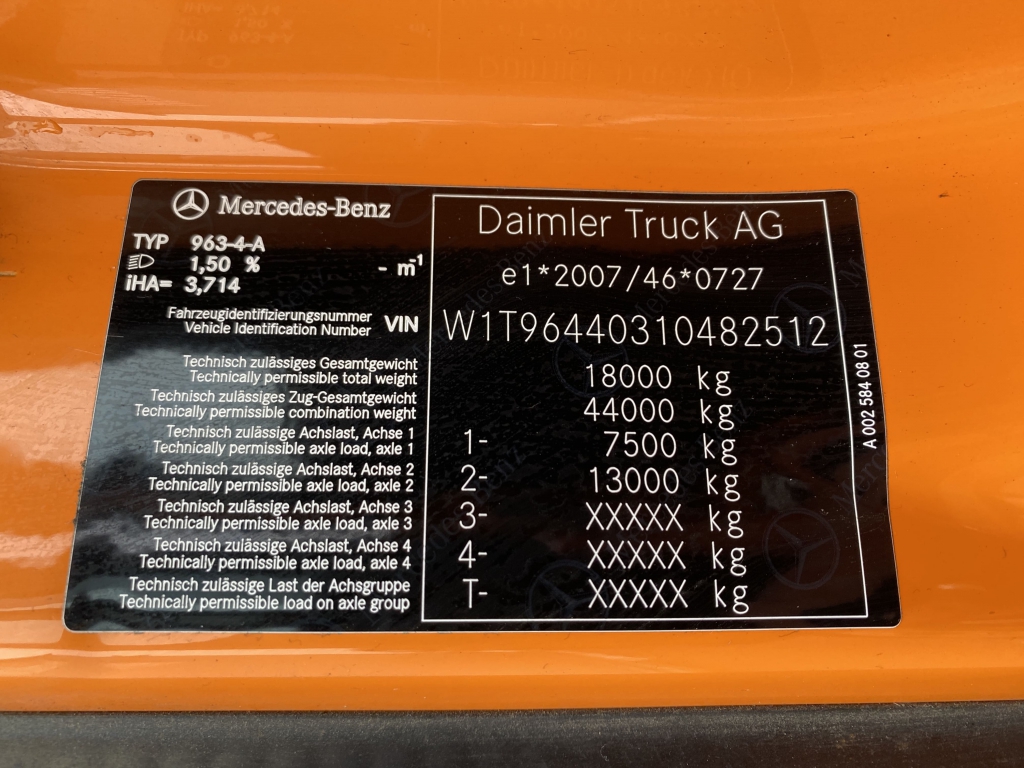 Mercedes-Benz
TYP 963-4-A
1,50 % - m⁻¹
iHA= 3,714
Daimler Truck AG
e1*2007/46*0727
Fahrzeugidentifizierungsnummer
Vehicle Identification Number VIN
W1T96440310482512
Technisch zulässiges Gesamtgewicht
Technically permissible total weight
18000 kg
Technisch zulässiges Zug-Gesamtgewicht
Technically permissible combination weight
44000 kg
Technisch zulässige Achslast, Achse 1
Technically permissible axle load, axle 1
1- 7500 kg
Technisch zulässige Achslast, Achse 2
Technically permissible axle load, axle 2
2- 13000 kg
Technisch zulässige Achslast, Achse 3
Technically permissible axle load, axle 3
3- XXXXX kg
Technisch zulässige Achslast, Achse 4
Technically permissible axle load, axle 4
4- XXXXX kg
Technisch zulässige Last der Achsgruppe
Technically permissible load on axle group
T- XXXXX kg
A 002 584 08 01